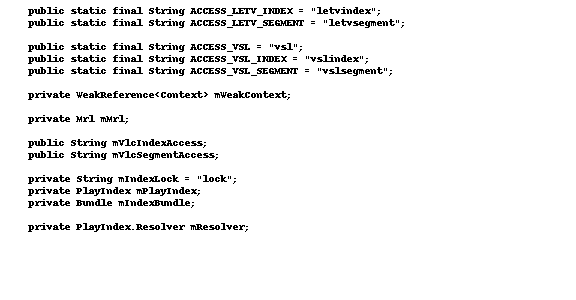 public static final String ACCESS_LETV_INDEX = "letvindex";
public static final String ACCESS_LETV_SEGMENT = "letvsegment";
public static final String ACCESS_VSL = "vsl";
public static final String ACCESS_VSL_INDEX = "vslindex";
public static final String ACCESS_VSL_SEGMENT = "vslsegment";
private WeakReference<Context> mWeakContext;
private Mrl mMrl;
public String mVlcIndexAccess;
public String mVlcSegmentAccess;
private String mIndexLock = "lock";
private PlayIndex mPlayIndex;
private Bundle mIndexBundle;
private PlayIndex.Resolver mResolver;